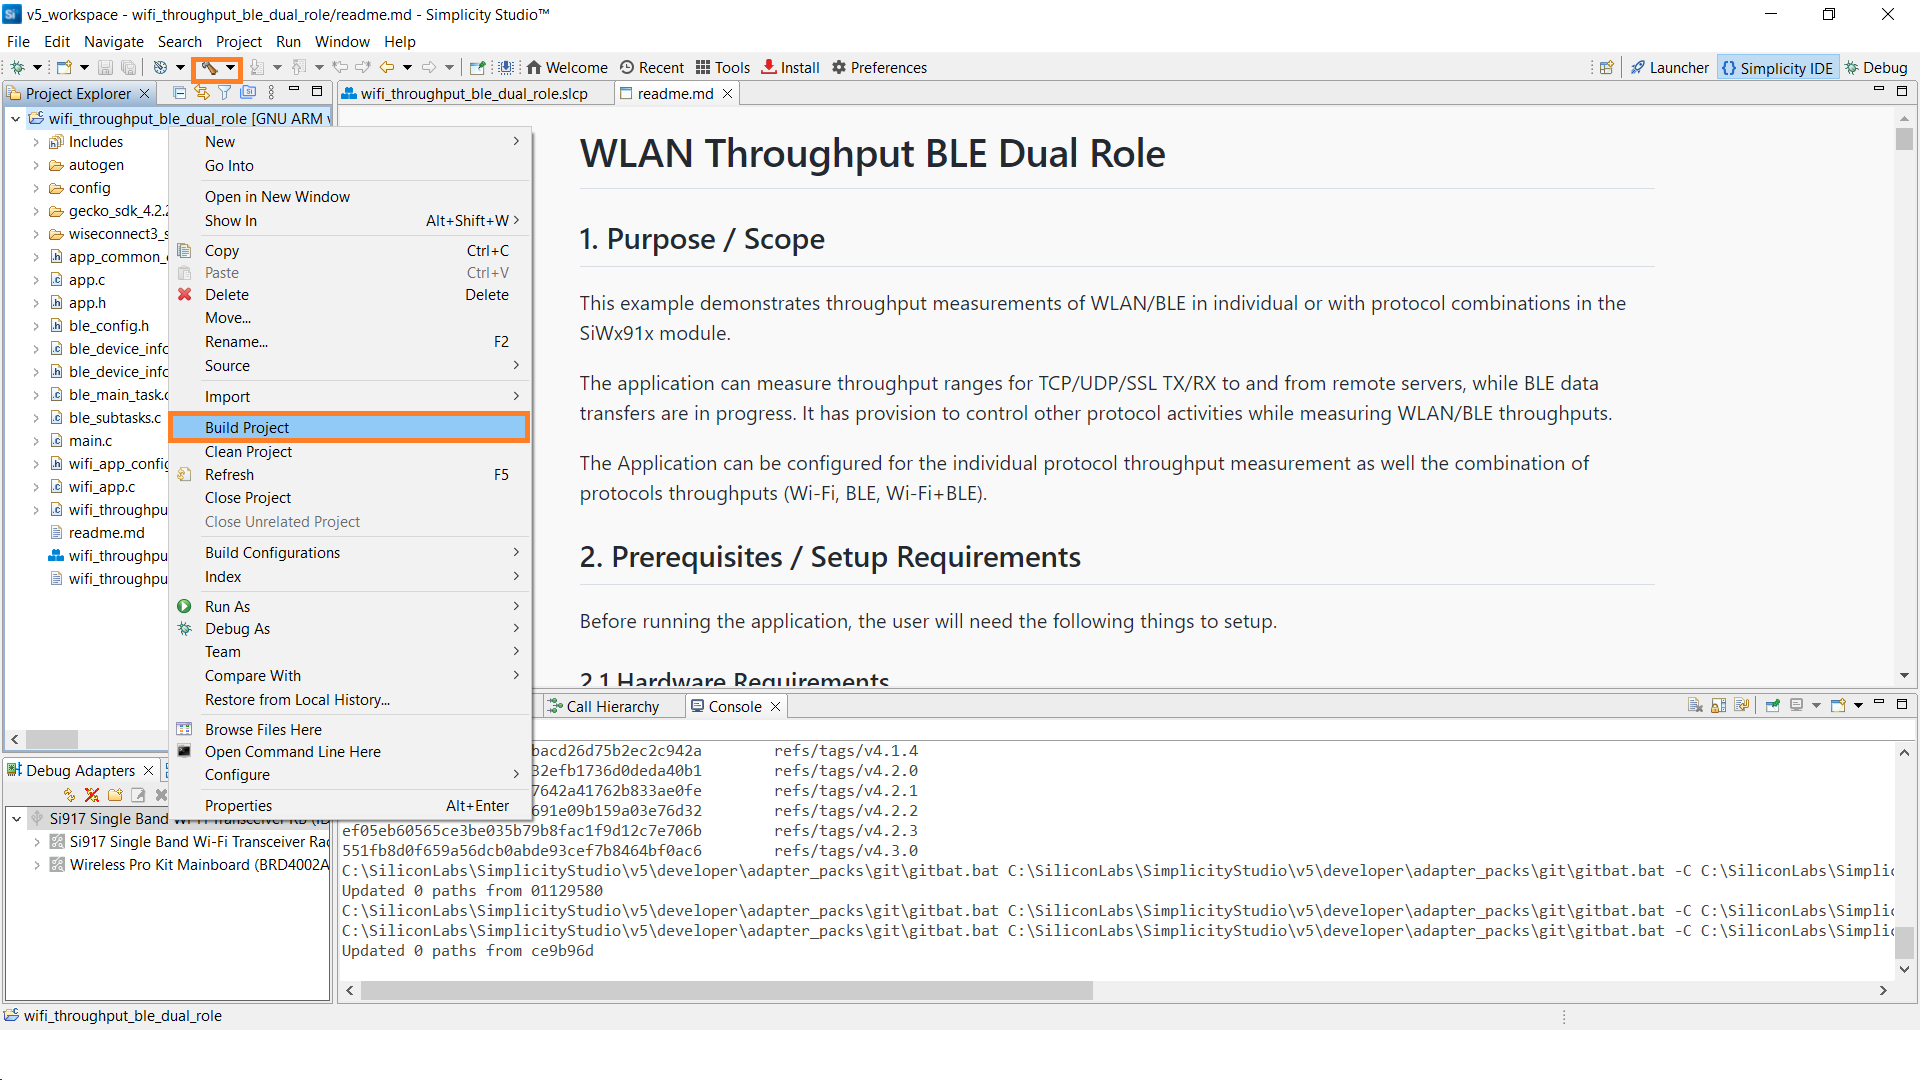 v5_workspace - wifi_throughput_ble_dual_role/readme.md - Simplicity Studio™
File Edit Navigate Search Project Run Window Help
Welcome Recent Tools Install Preferences Launcher Simplicity IDE Debug
Project Explorer
wifi_throughput_ble_dual_role.slcp readme.md
wifi_throughput_ble_dual_role [GNU ARM
Includes
autogen
config
gecko_sdk_4.2.
wiseconnect3_s
app_common_
app.c
app.h
ble_config.h
ble_device_info
ble_device_info
ble_main_task.
ble_subtasks.c
main.c
wifi_app_config
wifi_app.c
wifi_throughpu
readme.md
wifi_throughpu
wifi_throughpu
New
Go Into
Open in New Window
Show In Alt+Shift+W
Copy Ctrl+C
Paste Ctrl+V
Delete Delete
Move...
Rename... F2
Source
Import
Build Project
Clean Project
Refresh F5
Close Project
Close Unrelated Project
Build Configurations
Index
Run As
Debug As
Team
Compare With
Restore from Local History...
Browse Files Here
Open Command Line Here
Configure
Properties Alt+Enter
WLAN Throughput BLE Dual Role
1. Purpose / Scope
This example demonstrates throughput measurements of WLAN/BLE in individual or with protocol combinations in the
SiWx91x module.
The application can measure throughput ranges for TCP/UDP/SSL TX/RX to and from remote servers, while BLE data
transfers are in progress. It has provision to control other protocol activities while measuring WLAN/BLE throughputs.
The Application can be configured for the individual protocol throughput measurement as well the combination of
protocols throughputs (Wi-Fi, BLE, Wi-Fi+BLE).
2. Prerequisites / Setup Requirements
Before running the application, the user will need the following things to setup.
2.1 Hardware Requirements
Call Hierarchy Console
bacd26d75b2ec2c942a refs/tags/v4.1.4
32efb1736d0deda40b1 refs/tags/v4.2.0
7642a41762b833ae0fe refs/tags/v4.2.1
691e09b159a03e76d32 refs/tags/v4.2.2
ef05eb60565ce3be035b79b8fac1f9d12c7e706b refs/tags/v4.2.3
551fb8d0f659a56dcb0abde93cef7b8464bf0ac6 refs/tags/v4.3.0
C:\SiliconLabs\SimplicityStudio\v5\developer\adapter_packs\git\gitbat.bat C:\SiliconLabs\SimplicityStudio\v5\developer\adapter_packs\git\gitbat.bat -C C:\SiliconLabs\Simplic
Updated 0 paths from 01129580
C:\SiliconLabs\SimplicityStudio\v5\developer\adapter_packs\git\gitbat.bat C:\SiliconLabs\SimplicityStudio\v5\developer\adapter_packs\git\gitbat.bat -C C:\SiliconLabs\Simplic
C:\SiliconLabs\SimplicityStudio\v5\developer\adapter_packs\git\gitbat.bat C:\SiliconLabs\SimplicityStudio\v5\developer\adapter_packs\git\gitbat.bat -C C:\SiliconLabs\Simplic
Updated 0 paths from ce9b96d
Debug Adapters
Si917 Single Band Wi-Fi Transceiver RB (ID
Si917 Single Band Wi-Fi Transceiver Rad
Wireless Pro Kit Mainboard (BRD4002A
wifi_throughput_ble_dual_role